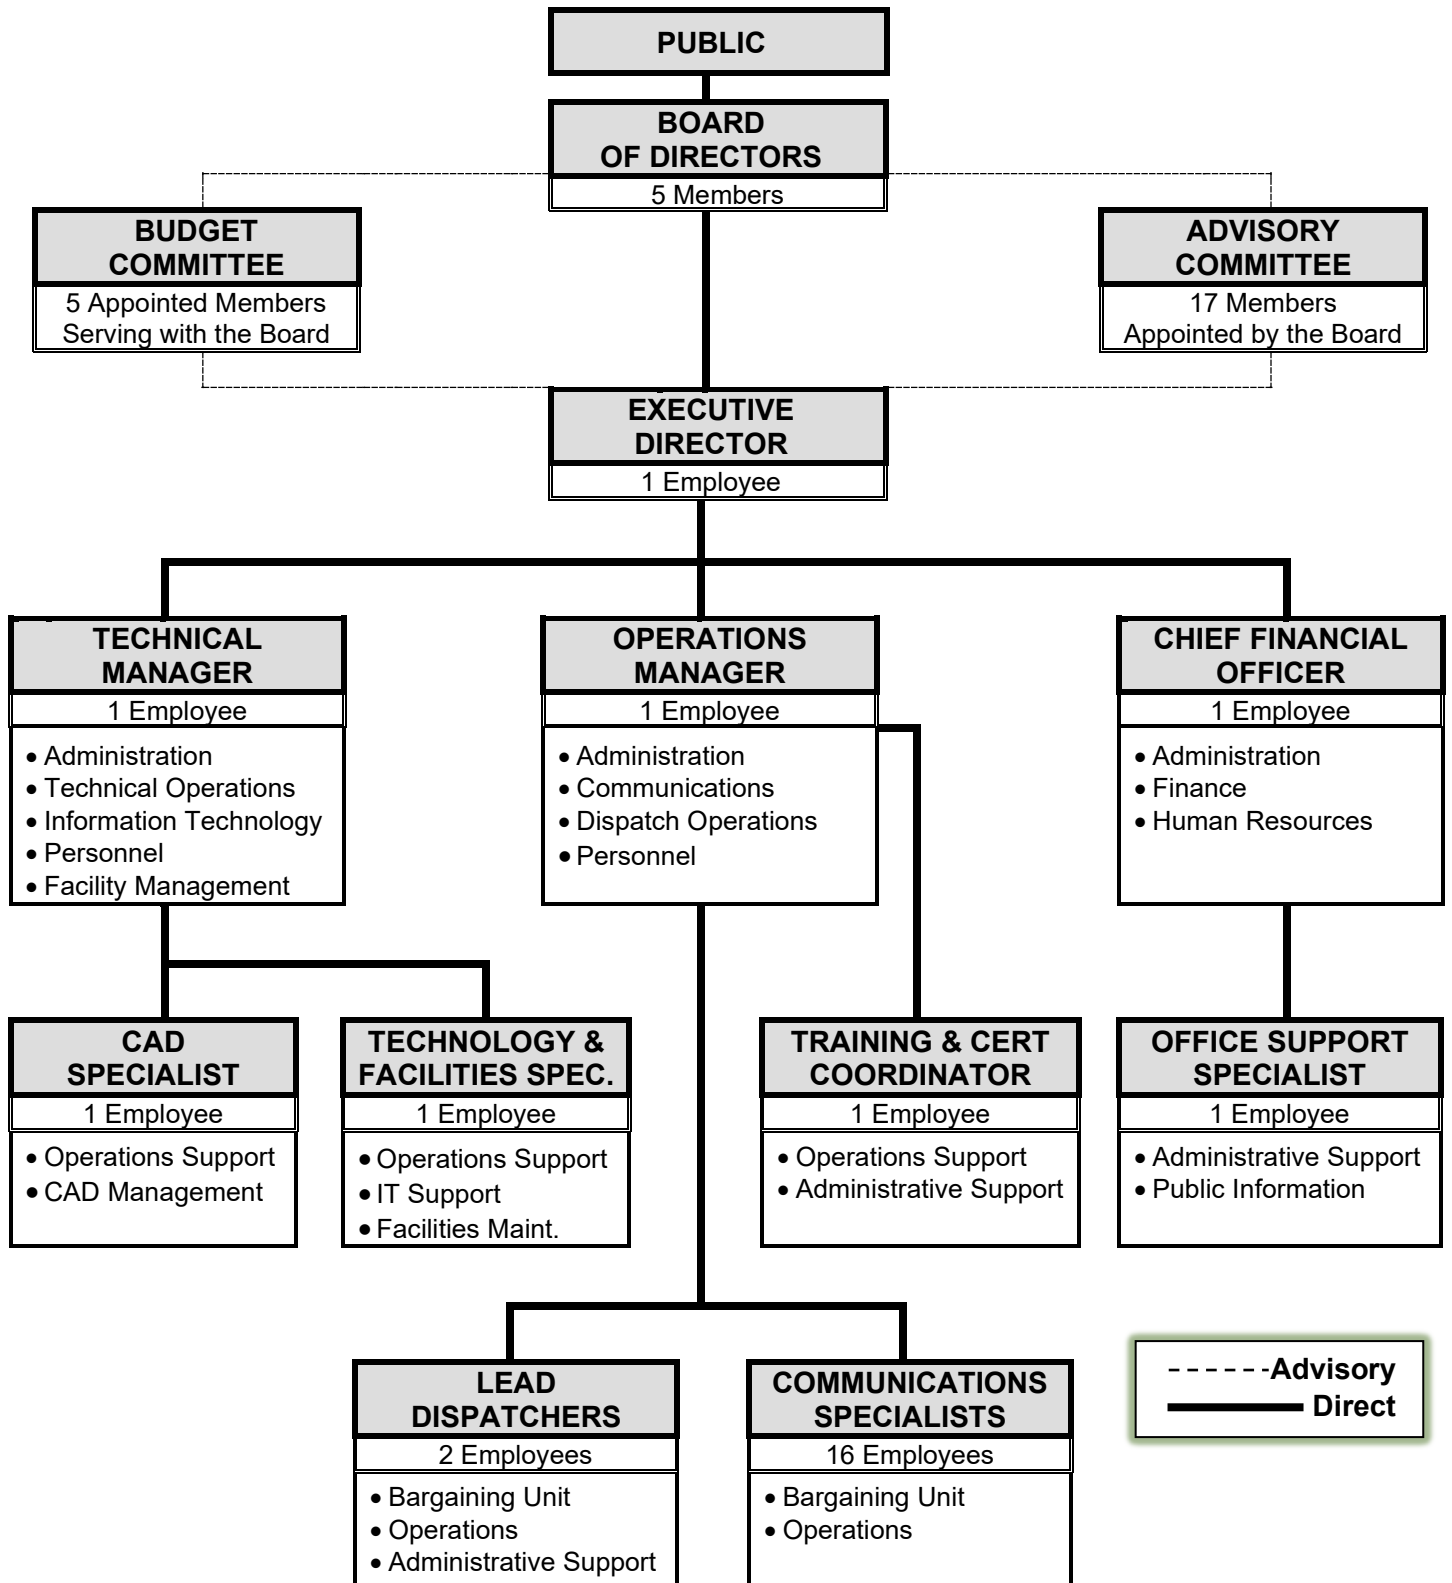 PUBLIC
BOARD
OF DIRECTORS
5 Members
BUDGET
COMMITTEE
5 Appointed Members
Serving with the Board
ADVISORY
COMMITTEE
17 Members
Appointed by the Board
EXECUTIVE
DIRECTOR
1 Employee
TECHNICAL
MANAGER
1 Employee
• Administration
• Technical Operations
• Information Technology
• Personnel
• Facility Management
OPERATIONS
MANAGER
1 Employee
• Administration
• Communications
• Dispatch Operations
• Personnel
CHIEF FINANCIAL
OFFICER
1 Employee
• Administration
• Finance
• Human Resources
CAD
SPECIALIST
1 Employee
• Operations Support
• CAD Management
TECHNOLOGY &
FACILITIES SPEC.
1 Employee
• Operations Support
• IT Support
• Facilities Maint.
TRAINING & CERT
COORDINATOR
1 Employee
• Operations Support
• Administrative Support
OFFICE SUPPORT
SPECIALIST
1 Employee
• Administrative Support
• Public Information
LEAD
DISPATCHERS
2 Employees
• Bargaining Unit
• Operations
• Administrative Support
COMMUNICATIONS
SPECIALISTS
16 Employees
• Bargaining Unit
• Operations
Advisory
Direct